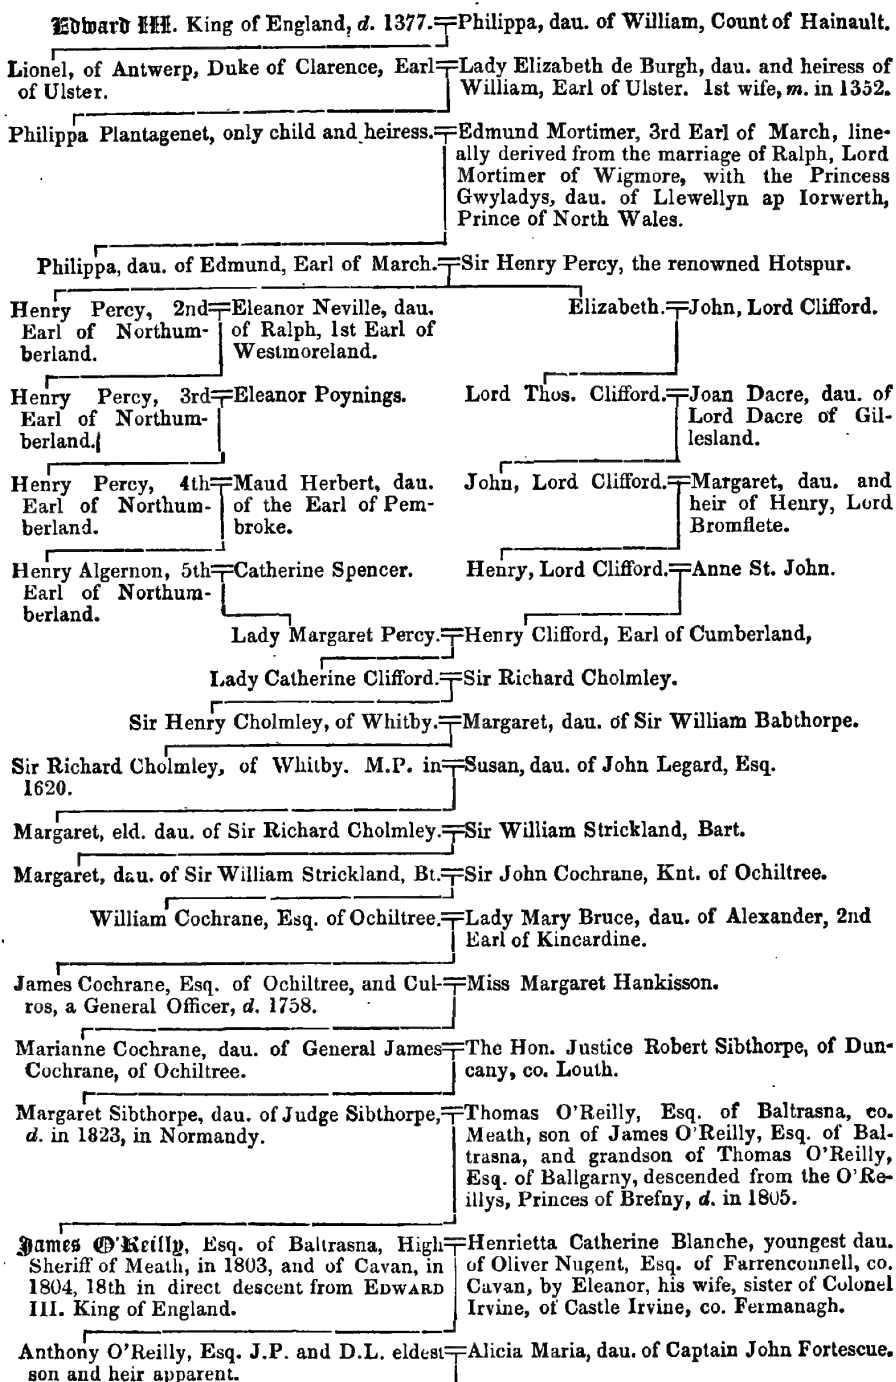 Edward III. King of England, d. 1377.=Philippa, dau. of William, Count of Hainault.
Lionel, of Antwerp, Duke of Clarence, Earl=Lady Elizabeth de Burgh, dau. and heiress of
of Ulster. William, Earl of Ulster. 1st wife, m. in 1352.
Philippa Plantagenet, only child and heiress.=Edmund Mortimer, 3rd Earl of March, line-
ally derived from the marriage of Ralph, Lord
Mortimer of Wigmore, with the Princess
Gwyladys, dau. of Llewellyn ap Iorwerth,
Prince of North Wales.
Philippa, dau. of Edmund, Earl of March.=Sir Henry Percy, the renowned Hotspur.
Henry Percy, 2nd=Eleanor Neville, dau. Elizabeth.=John, Lord Clifford.
Earl of Northum- of Ralph, 1st Earl of
berland. Westmoreland.
Henry Percy, 3rd=Eleanor Poynings. Lord Thos. Clifford.=Joan Dacre, dau. of
Earl of Northum- Lord Dacre of Gil-
berland. lesland.
Henry Percy, 4th=Maud Herbert, dau. John, Lord Clifford.=Margaret, dau. and
Earl of Northum- of the Earl of Pem- heir of Henry, Lord
berland. broke. Bromflete.
Henry Algernon, 5th=Catherine Spencer. Henry, Lord Clifford.=Anne St. John.
Earl of Northum-
berland.
Lady Margaret Percy.=Henry Clifford, Earl of Cumberland,
Lady Catherine Clifford.=Sir Richard Cholmley.
Sir Henry Cholmley, of Whitby.=Margaret, dau. of Sir William Babthorpe.
Sir Richard Cholmley, of Whitby. M.P. in=Susan, dau. of John Legard, Esq.
1620.
Margaret, eld. dau. of Sir Richard Cholmley.=Sir William Strickland, Bart.
Margaret, dau. of Sir William Strickland, Bt.=Sir John Cochrane, Knt. of Ochiltree.
William Cochrane, Esq. of Ochiltree.=Lady Mary Bruce, dau. of Alexander, 2nd
Earl of Kincardine.
James Cochrane, Esq. of Ochiltree, and Cul-=Miss Margaret Hankisson.
ros, a General Officer, d. 1758.
Marianne Cochrane, dau. of General James=The Hon. Justice Robert Sibthorpe, of Dun-
Cochrane, of Ochiltree. cany, co. Louth.
Margaret Sibthorpe, dau. of Judge Sibthorpe,=Thomas O'Reilly, Esq. of Baltrasna, co.
d. in 1823, in Normandy. Meath, son of James O'Reilly, Esq. of Bal-
trasna, and grandson of Thomas O'Reilly,
Esq. of Ballgarny, descended from the O'Re-
illys, Princes of Brefny, d. in 1805.
James O'Reilly, Esq. of Baltrasna, High=Henrietta Catherine Blanche, youngest dau.
Sheriff of Meath, in 1803, and of Cavan, in of Oliver Nugent, Esq. of Farrenconnell, co.
1804, 18th in direct descent from EDWARD Cavan, by Eleanor, his wife, sister of Colonel
III. King of England. Irvine, of Castle Irvine, co. Fermanagh.
Anthony O'Reilly, Esq. J.P. and D.L. eldest=Alicia Maria, dau. of Captain John Fortescue.
son and heir apparent.